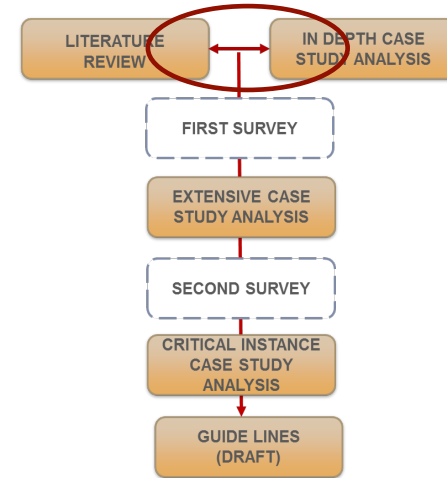 LITERATURE
REVIEW
IN DEPTH CASE
STUDY ANALYSIS
FIRST SURVEY
EXTENSIVE CASE
STUDY ANALYSIS
SECOND SURVEY
CRITICAL INSTANCE
CASE STUDY
ANALYSIS
GUIDE LINES
(DRAFT)